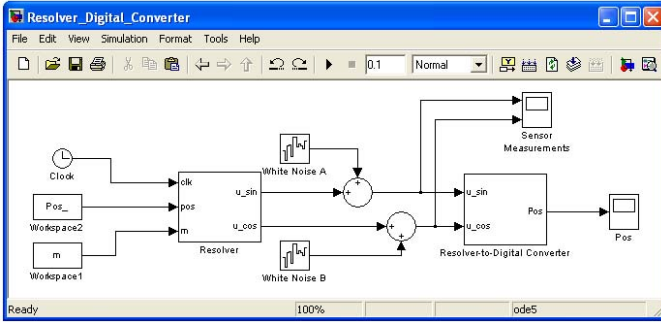 Resolver_Digital_Converter
File Edit View Simulation Format Tools Help
0.1 Normal
Clock
Pos_
Workspace2
m
Workspace1
clk
pos
m
u_sin
u_cos
Resolver
White Noise A
White Noise B
+
+
+
+
Sensor
Measurements
u_sin
u_cos
Pos
Resolver-to-Digital Converter
Pos
Ready 100% ode5